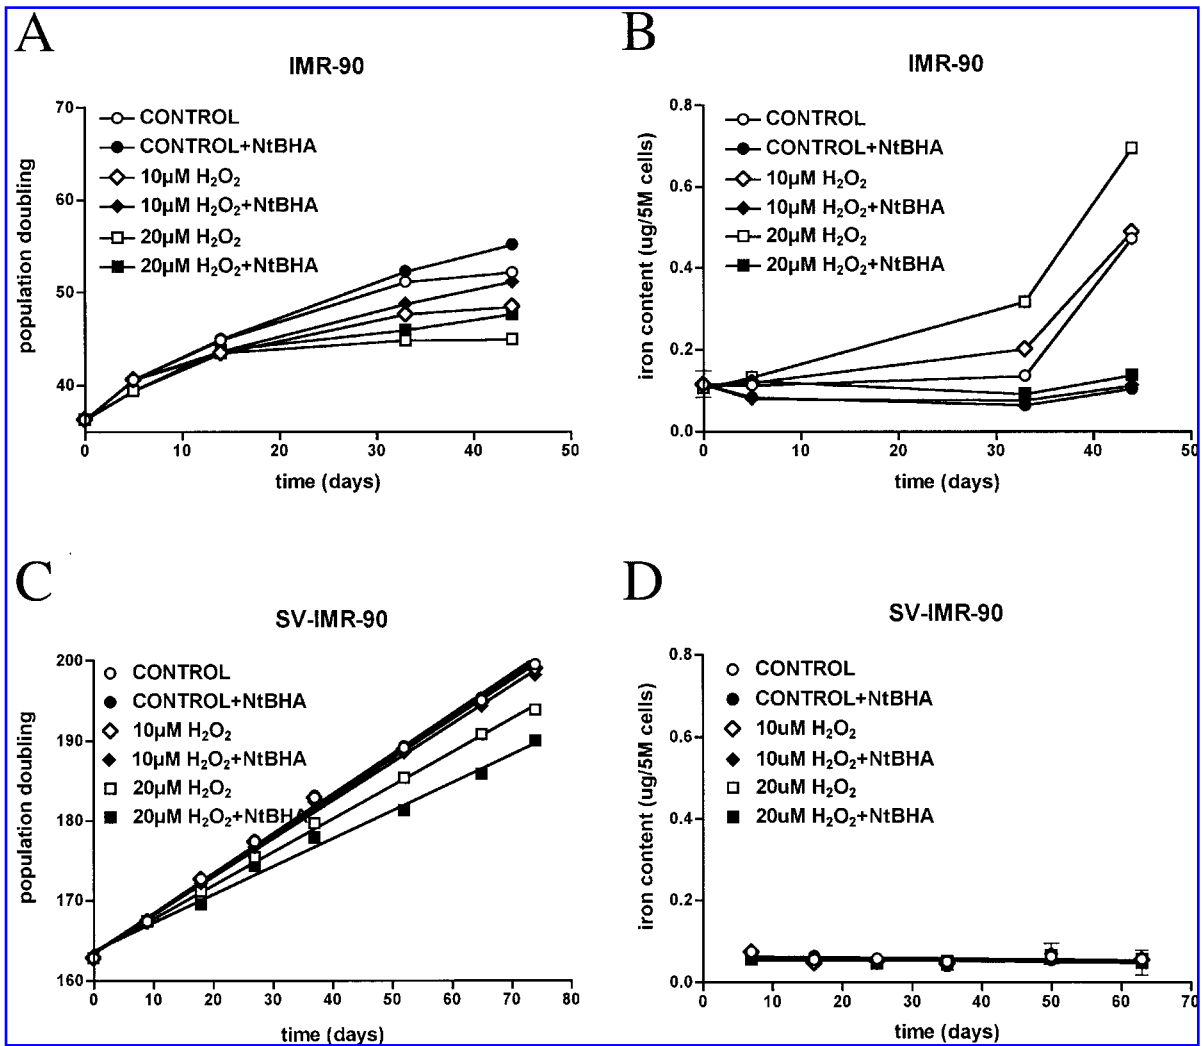 A
IMR-90
70
60
50
40
population doubling
CONTROL
CONTROL+NtBHA
10µM H₂O₂
10µM H₂O₂+NtBHA
20µM H₂O₂
20µM H₂O₂+NtBHA
0 10 20 30 40 50
time (days)
B
IMR-90
0.8
0.6
0.4
0.2
0.0
iron content (ug/5M cells)
CONTROL
CONTROL+NtBHA
10µM H₂O₂
10µM H₂O₂+NtBHA
20µM H₂O₂
20µM H₂O₂+NtBHA
0 10 20 30 40 50
time (days)
C
SV-IMR-90
200
190
180
170
160
population doubling
CONTROL
CONTROL+NtBHA
10µM H₂O₂
10µM H₂O₂+NtBHA
20µM H₂O₂
20µM H₂O₂+NtBHA
0 10 20 30 40 50 60 70 80
time (days)
D
SV-IMR-90
0.8
0.6
0.4
0.2
0.0
iron content (ug/5M cells)
CONTROL
CONTROL+NtBHA
10uM H₂O₂
10uM H₂O₂+NtBHA
20uM H₂O₂
20uM H₂O₂+NtBHA
0 10 20 30 40 50 60 70
time (days)